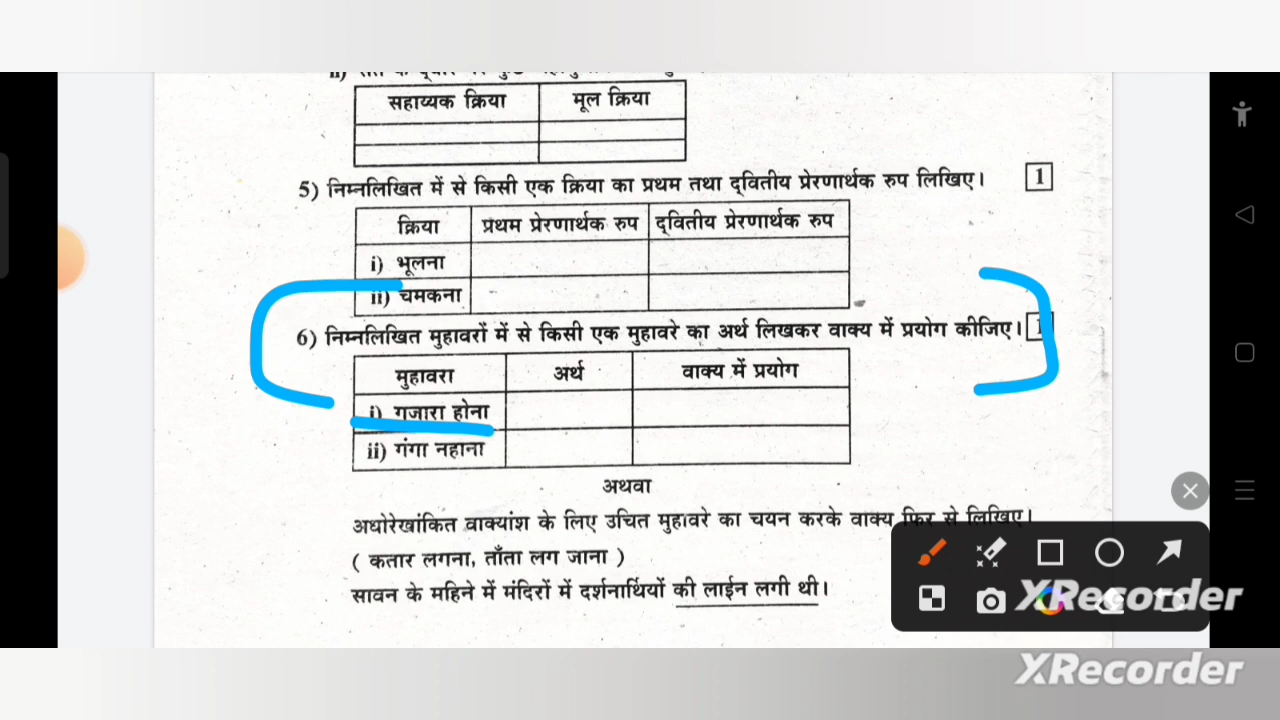 सहाय्यक क्रिया मूल क्रिया
5) निम्नलिखित में से किसी एक क्रिया का प्रथम तथा द्वितीय प्रेरणार्थक रुप लिखिए। 1
क्रिया प्रथम प्रेरणार्थक रुप द्वितीय प्रेरणार्थक रुप
i) भूलना
ii) चमकना
6) निम्नलिखित मुहावरों में से किसी एक मुहावरे का अर्थ लिखकर वाक्य में प्रयोग कीजिए। 1
मुहावरा अर्थ वाक्य में प्रयोग
i) गुजारा होना
ii) गंगा नहाना
अथवा
अधोरेखांकित वाक्यांश के लिए उचित मुहावरे का चयन करके वाक्य फिर से लिखिए।
( कतार लगना, ताँता लग जाना )
सावन के महिने में मंदिरों में दर्शनार्थियों की लाईन लगी थी।
XRecorder
XRecorder